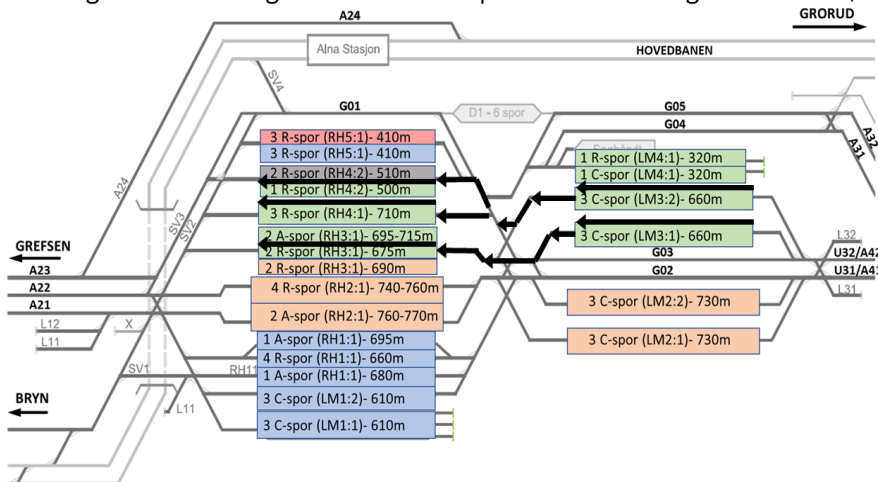 A24
GRORUD
Alna Stasjon
HOVEDBANEN
SV4
G01
D1 - 6 spor
G05
G04
A32
A31
3 R-spor (RH5:1)- 410m
3 R-spor (RH5:1)- 410m
2 R-spor (RH4:2)- 510m
1 R-spor (RH4:2)- 500m
3 R-spor (RH4:1)- 710m
1 R-spor (LM4:1)- 320m
1 C-spor (LM4:1)- 320m
3 C-spor (LM3:2)- 660m
3 C-spor (LM3:1)- 660m
A24
SV3
SV2
2 A-spor (RH3:1)- 695-715m
2 R-spor (RH3:1)- 675m
2 R-spor (RH3:1)- 690m
GREFSEN
A23
A22
A21
L32
G03
U32/A42
G02
U31/A41
L31
4 R-spor (RH2:1)- 740-760m
2 A-spor (RH2:1)- 760-770m
3 C-spor (LM2:2)- 730m
3 C-spor (LM2:1)- 730m
L12
X
L11
1 A-spor (RH1:1)- 695m
4 R-spor (RH1:1)- 660m
SV1
RH11
1 A-spor (RH1:1)- 680m
3 C-spor (LM1:2)- 610m
BRYN
L11
3 C-spor (LM1:1)- 610m